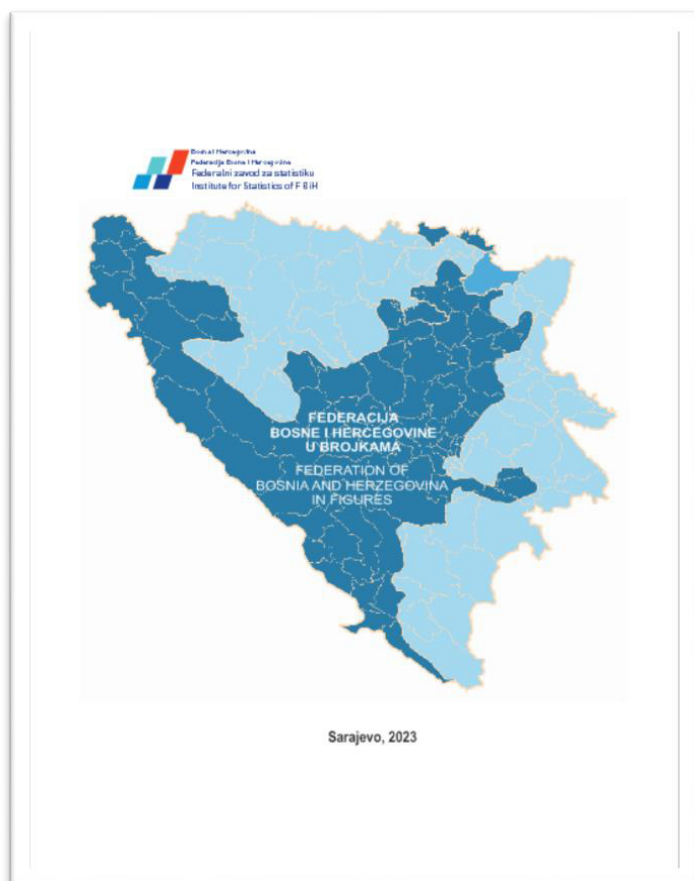 Bosna i Hercegovina
Federacija Bosne i Hercegovine
Federalni zavod za statistiku
Institute for Statistics of F BiH
FEDERACIJA
BOSNE I HERCEGOVINE
U BROJKAMA
FEDERATION OF
BOSNIA AND HERZEGOVINA
IN FIGURES
Sarajevo, 2023